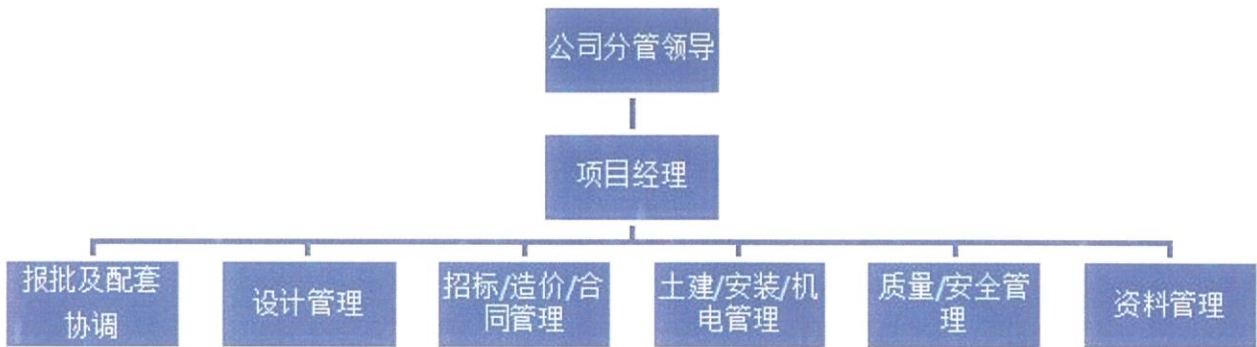 公司分管领导
项目经理
报批及配套
协调
设计管理
招标/造价/合
同管理
土建/安装/机
电管理
质量/安全管
理
资料管理